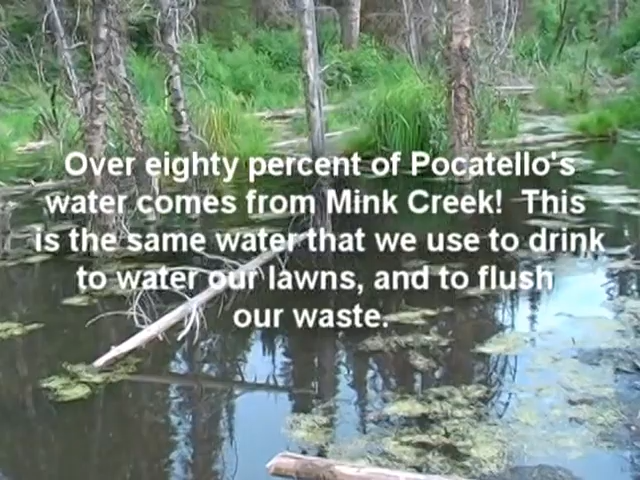 Over eighty percent of Pocatello's
water comes from Mink Creek!  This
is the same water that we use to drink
to water our lawns, and to flush
our waste.